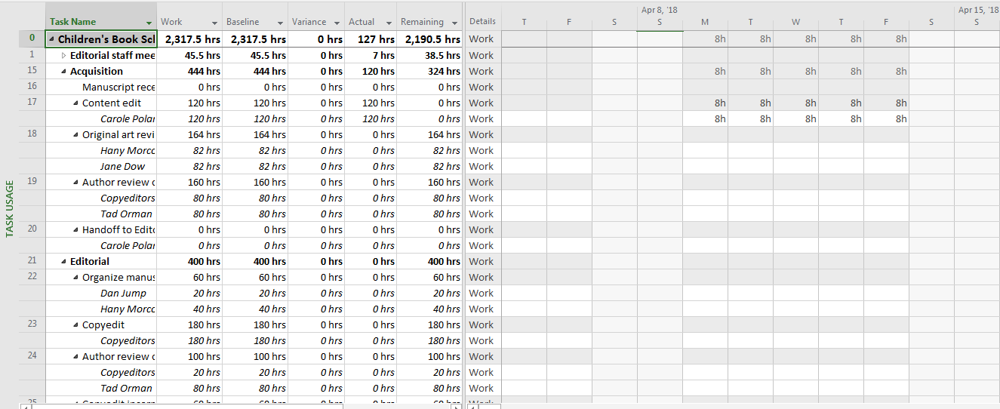 Apr 8, '18 Apr 15, '18
Task Name Work Baseline Variance Actual Remaining Details T F S S M T W T F S S
0 Children's Book Scl 2,317.5 hrs 2,317.5 hrs 0 hrs 127 hrs 2,190.5 hrs Work 8h 8h 8h 8h 8h
1 Editorial staff mee 45.5 hrs 45.5 hrs 0 hrs 7 hrs 38.5 hrs Work
15 Acquisition 444 hrs 444 hrs 0 hrs 120 hrs 324 hrs Work 8h 8h 8h 8h 8h
16 Manuscript rece 0 hrs 0 hrs 0 hrs 0 hrs 0 hrs Work
17 Content edit 120 hrs 120 hrs 0 hrs 120 hrs 0 hrs Work 8h 8h 8h 8h 8h
Carole Polar 120 hrs 120 hrs 0 hrs 120 hrs 0 hrs Work 8h 8h 8h 8h 8h
18 Original art revi 164 hrs 164 hrs 0 hrs 0 hrs 164 hrs Work
Hany Morcc 82 hrs 82 hrs 0 hrs 0 hrs 82 hrs Work
Jane Dow 82 hrs 82 hrs 0 hrs 0 hrs 82 hrs Work
19 Author review c 160 hrs 160 hrs 0 hrs 0 hrs 160 hrs Work
Copyeditors 80 hrs 80 hrs 0 hrs 0 hrs 80 hrs Work
Tad Orman 80 hrs 80 hrs 0 hrs 0 hrs 80 hrs Work
20 Handoff to Editc 0 hrs 0 hrs 0 hrs 0 hrs 0 hrs Work
Carole Polar 0 hrs 0 hrs 0 hrs 0 hrs 0 hrs Work
21 Editorial 400 hrs 400 hrs 0 hrs 0 hrs 400 hrs Work
22 Organize manus 60 hrs 60 hrs 0 hrs 0 hrs 60 hrs Work
Dan Jump 20 hrs 20 hrs 0 hrs 0 hrs 20 hrs Work
Hany Morcc 40 hrs 40 hrs 0 hrs 0 hrs 40 hrs Work
23 Copyedit 180 hrs 180 hrs 0 hrs 0 hrs 180 hrs Work
Copyeditors 180 hrs 180 hrs 0 hrs 0 hrs 180 hrs Work
24 Author review c 100 hrs 100 hrs 0 hrs 0 hrs 100 hrs Work
Copyeditors 20 hrs 20 hrs 0 hrs 0 hrs 20 hrs Work
Tad Orman 80 hrs 80 hrs 0 hrs 0 hrs 80 hrs Work
TASK USAGE